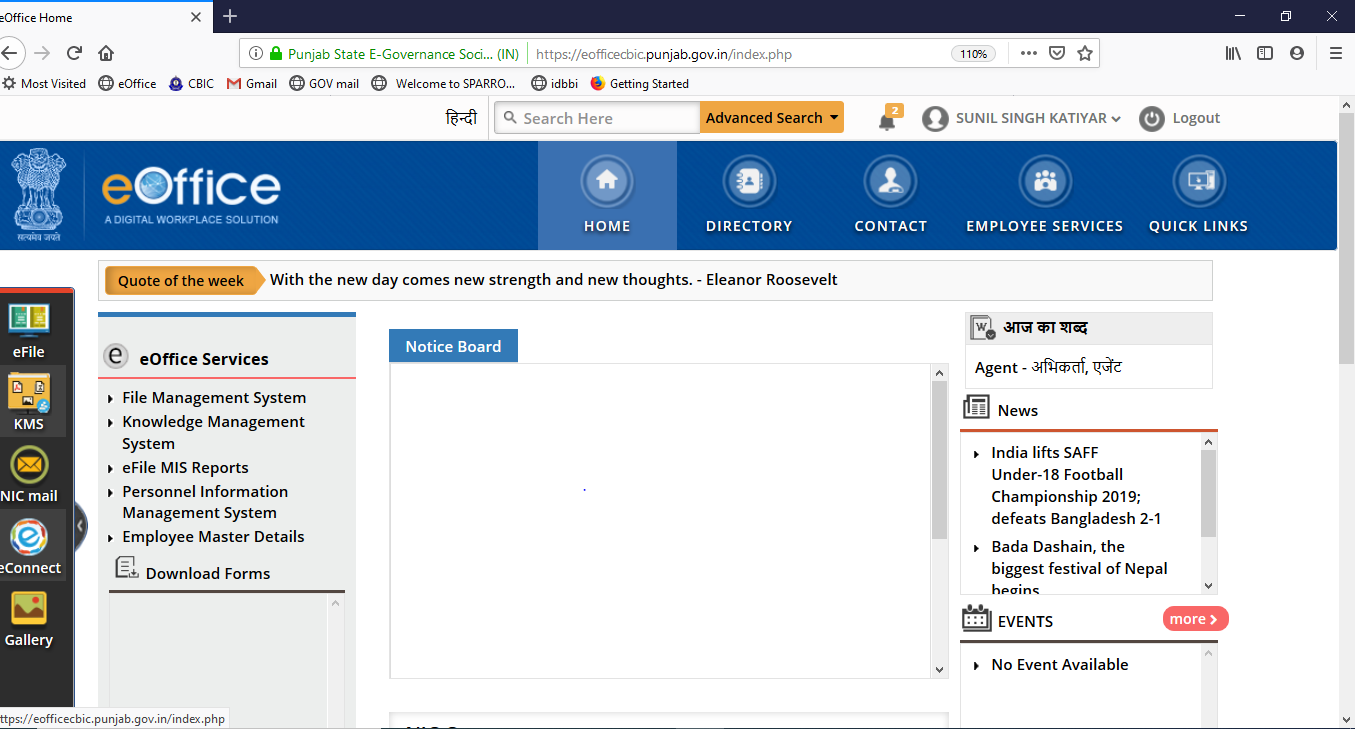 eOffice Home
Punjab State E-Governance Soci... (IN)
https://eofficecbic.punjab.gov.in/index.php
110%
Most Visited
eOffice
CBIC
Gmail
GOV mail
Welcome to SPARRO...
idbbi
Getting Started
हिन्दी
Search Here
Advanced Search
2
SUNIL SINGH KATIYAR
Logout
सत्यमेव जयते
eOffice
A DIGITAL WORKPLACE SOLUTION
HOME
DIRECTORY
CONTACT
EMPLOYEE SERVICES
QUICK LINKS
Quote of the week
With the new day comes new strength and new thoughts. - Eleanor Roosevelt
eFile
KMS
NIC mail
eConnect
Gallery
e
eOffice Services
File Management System
Knowledge Management
System
eFile MIS Reports
Personnel Information
Management System
Employee Master Details
Download Forms
Notice Board
W
आज का शब्द
Agent - अभिकर्ता, एजेंट
News
India lifts SAFF
Under-18 Football
Championship 2019;
defeats Bangladesh 2-1
Bada Dashain, the
biggest festival of Nepal
begins
EVENTS
more
No Event Available
ttps://eofficecbic.punjab.gov.in/index.php